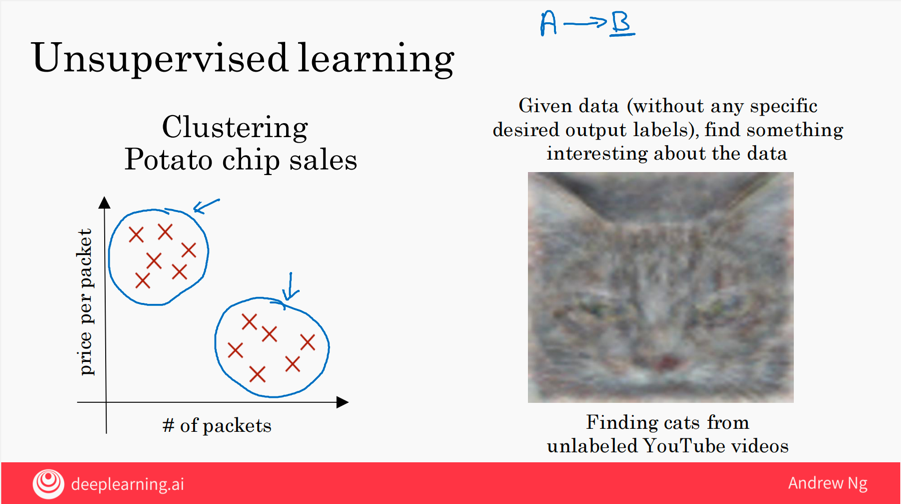 A → B
Unsupervised learning
Clustering
Potato chip sales
price per packet
# of packets
Given data (without any specific
desired output labels), find something
interesting about the data
Finding cats from
unlabeled YouTube videos
deeplearning.ai
Andrew Ng